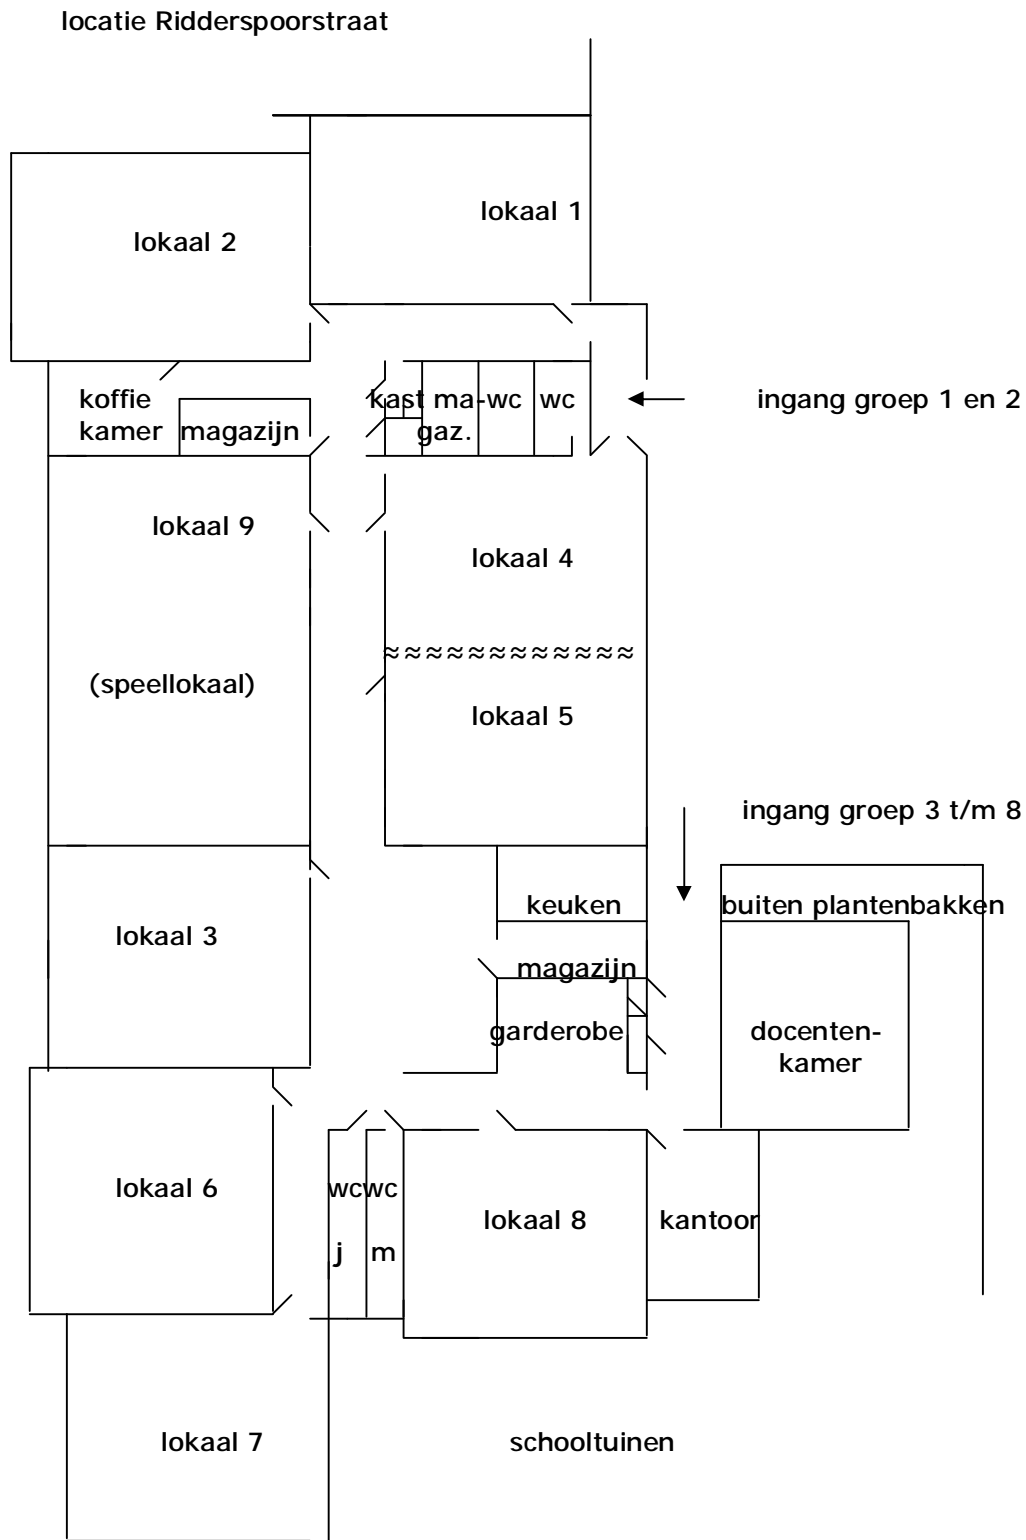 locatie Ridderspoorstraat
lokaal 1
lokaal 2
koffie
kamer
magazijn
kast
ma-
gaz.
wc
wc
ingang groep 1 en 2
lokaal 9
(speellokaal)
lokaal 4
≈≈≈≈≈≈≈≈≈≈≈≈
lokaal 5
ingang groep 3 t/m 8
keuken
buiten plantenbakken
lokaal 3
magazijn
garderobe
docenten-
kamer
lokaal 6
wc
j
wc
m
lokaal 8
kantoor
lokaal 7
schooltuinen